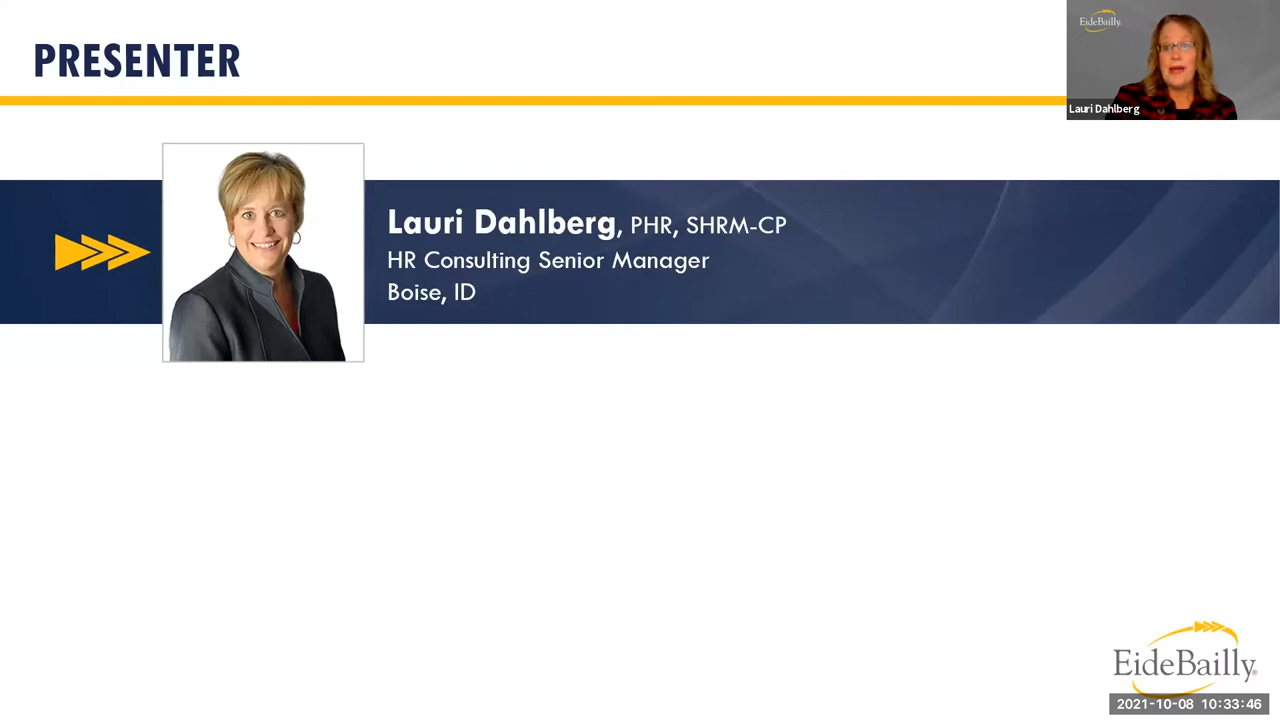 PRESENTER
EideBailly.
Lauri Dahlberg
Lauri Dahlberg, PHR, SHRM-CP
HR Consulting Senior Manager
Boise, ID
EideBailly®
2021-10-08 10:33:46